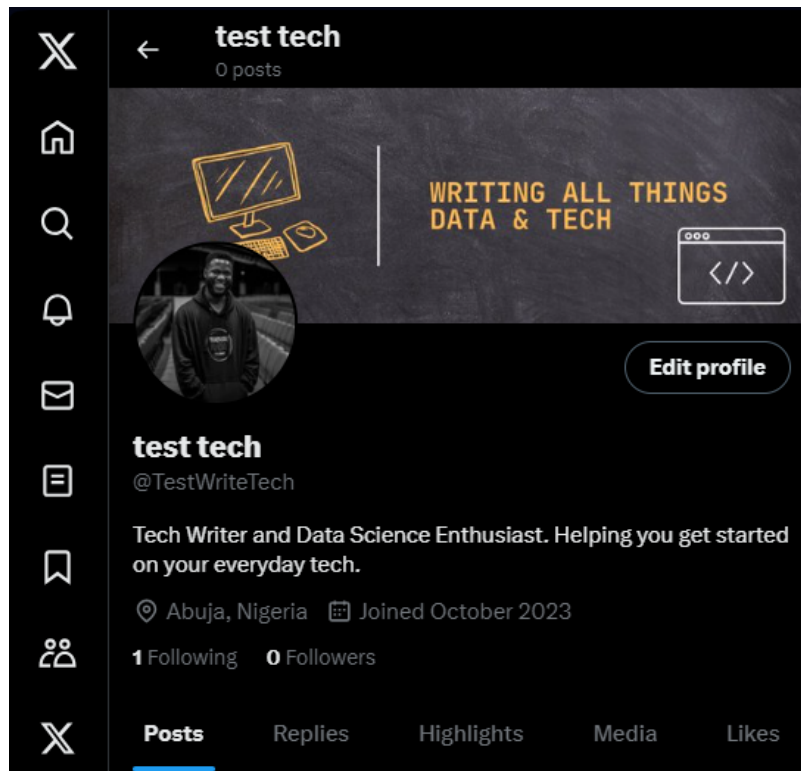 test tech
0 posts
WRITING ALL THINGS
DATA & TECH
</>
Edit profile
test tech
@TestWriteTech
Tech Writer and Data Science Enthusiast. Helping you get started
on your everyday tech.
Abuja, Nigeria Joined October 2023
1 Following 0 Followers
Posts Replies Highlights Media Likes